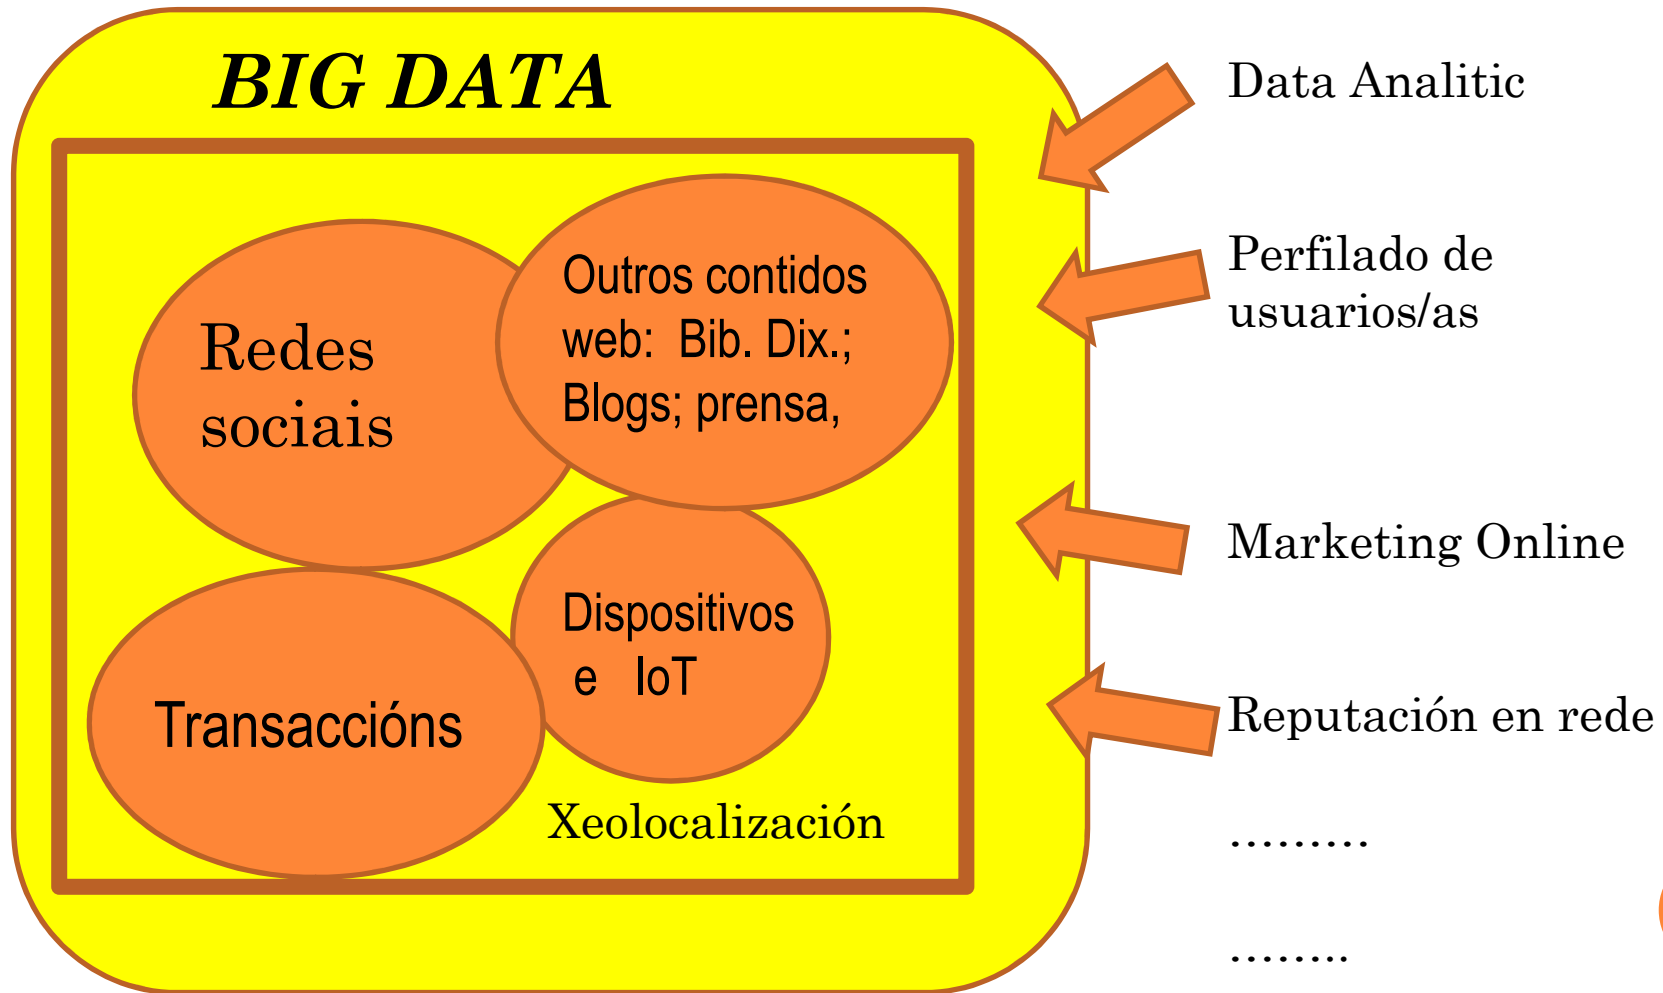 BIG DATA
Redes
sociais
Outros contidos
web: Bib. Dix.;
Blogs; prensa,
Dispositivos
e IoT
Transaccións
Xeolocalización
Data Analitic
Perfilado de
usuarios/as
Marketing Online
Reputación en rede
.........
........